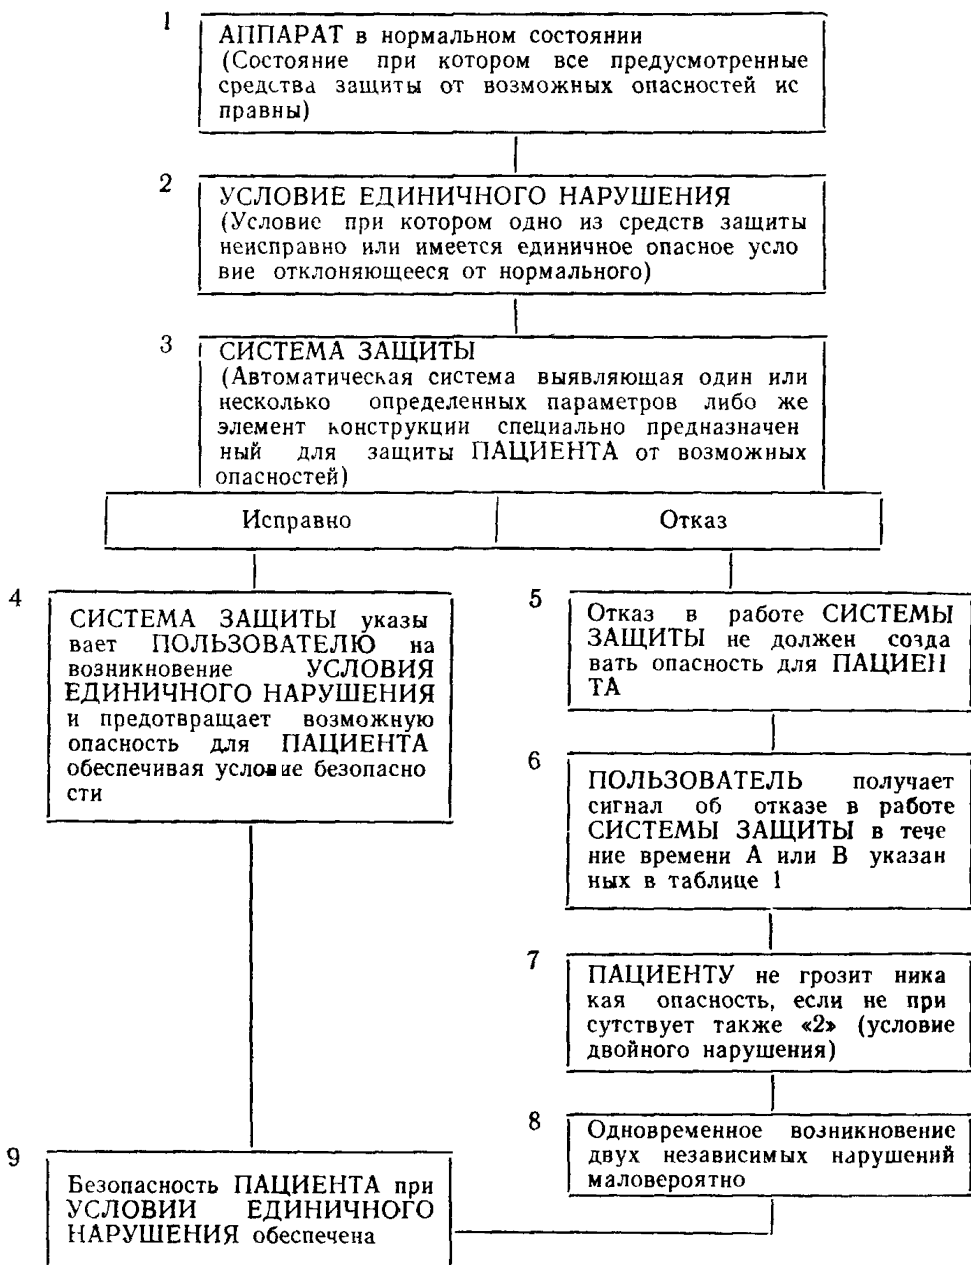 1
АППАРАТ в нормальном состоянии
(Состояние при котором все предусмотренные
средства защиты от возможных опасностей ис
правны)
2
УСЛОВИЕ ЕДИНИЧНОГО НАРУШЕНИЯ
(Условие при котором одно из средств защиты
неисправно или имеется единичное опасное усло
вие отклоняющееся от нормального)
3
СИСТЕМА ЗАЩИТЫ
(Автоматическая система выявляющая один или
несколько определенных параметров либо же
элемент конструкции специально предназначен
ный для защиты ПАЦИЕНТА от возможных
опасностей)
Исправно
Отказ
4
СИСТЕМА ЗАЩИТЫ указы
вает ПОЛЬЗОВАТЕЛЮ на
возникновение УСЛОВИЯ
ЕДИНИЧНОГО НАРУШЕНИЯ
и предотвращает возможную
опасность для ПАЦИЕНТА
обеспечивая условие безопасно
сти
5
Отказ в работе СИСТЕМЫ
ЗАЩИТЫ не должен созда
вать опасность для ПАЦИЕН
ТА
6
ПОЛЬЗОВАТЕЛЬ получает
сигнал об отказе в работе
СИСТЕМЫ ЗАЩИТЫ в тече
ние времени А или В указан
ных в таблице 1
7
ПАЦИЕНТУ не грозит ника
кая опасность, если не при
сутствует также «2» (условие
двойного нарушения)
8
Одновременное возникновение
двух независимых нарушений
маловероятно
9
Безопасность ПАЦИЕНТА при
УСЛОВИИ ЕДИНИЧНОГО
НАРУШЕНИЯ обеспечена